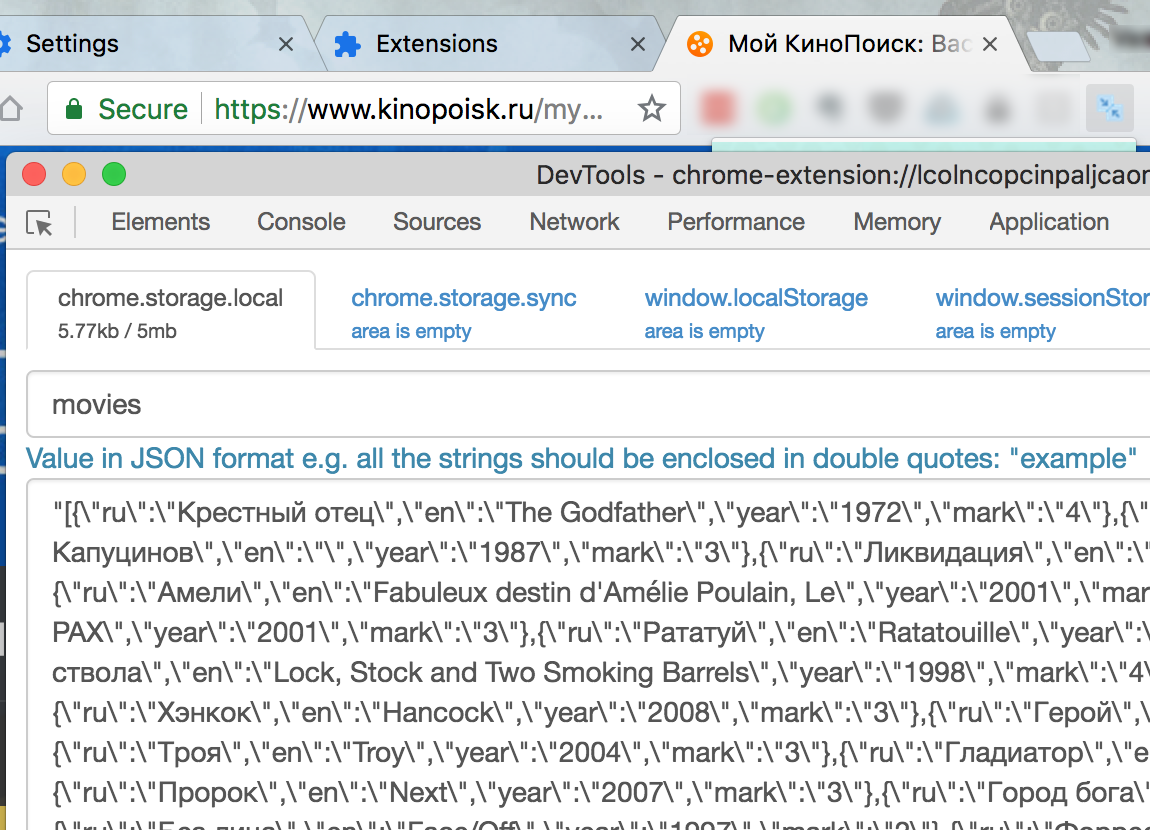 Settings
Extensions
Мой КиноПоиск: Вас
Secure
https://www.kinopoisk.ru/my...
DevTools - chrome-extension://lcolncopcinpaljcaor
Elements Console Sources Network Performance Memory Application
chrome.storage.local chrome.storage.sync window.localStorage window.sessionStor
5.77kb / 5mb area is empty area is empty area is empty
movies
Value in JSON format e.g. all the strings should be enclosed in double quotes: "example"
"[{\"ru\":\"Крестный отец\",\"en\":\"The Godfather\",\"year\":\"1972\",\"mark\":\"4\"},{\"
Капуцинов\",\"en\":\"\",\"year\":\"1987\",\"mark\":\"3\"},{\"ru\":\"Ликвидация\",\"en\":\"
{\"ru\":\"Амели\",\"en\":\"Fabuleux destin d'Amélie Poulain, Le\",\"year\":\"2001\",\"mar
PAX\",\"year\":\"2001\",\"mark\":\"3\"},{\"ru\":\"Рататуй\",\"en\":\"Ratatouille\",\"year\":\
ствола\",\"en\":\"Lock, Stock and Two Smoking Barrels\",\"year\":\"1998\",\"mark\":\"4\
{\"ru\":\"Хэнкок\",\"en\":\"Hancock\",\"year\":\"2008\",\"mark\":\"3\"},{\"ru\":\"Герой\",\
{\"ru\":\"Троя\",\"en\":\"Troy\",\"year\":\"2004\",\"mark\":\"3\"},{\"ru\":\"Гладиатор\",\"e
{\"ru\":\"Пророк\",\"en\":\"Next\",\"year\":\"2007\",\"mark\":\"3\"},{\"ru\":\"Город бога\"